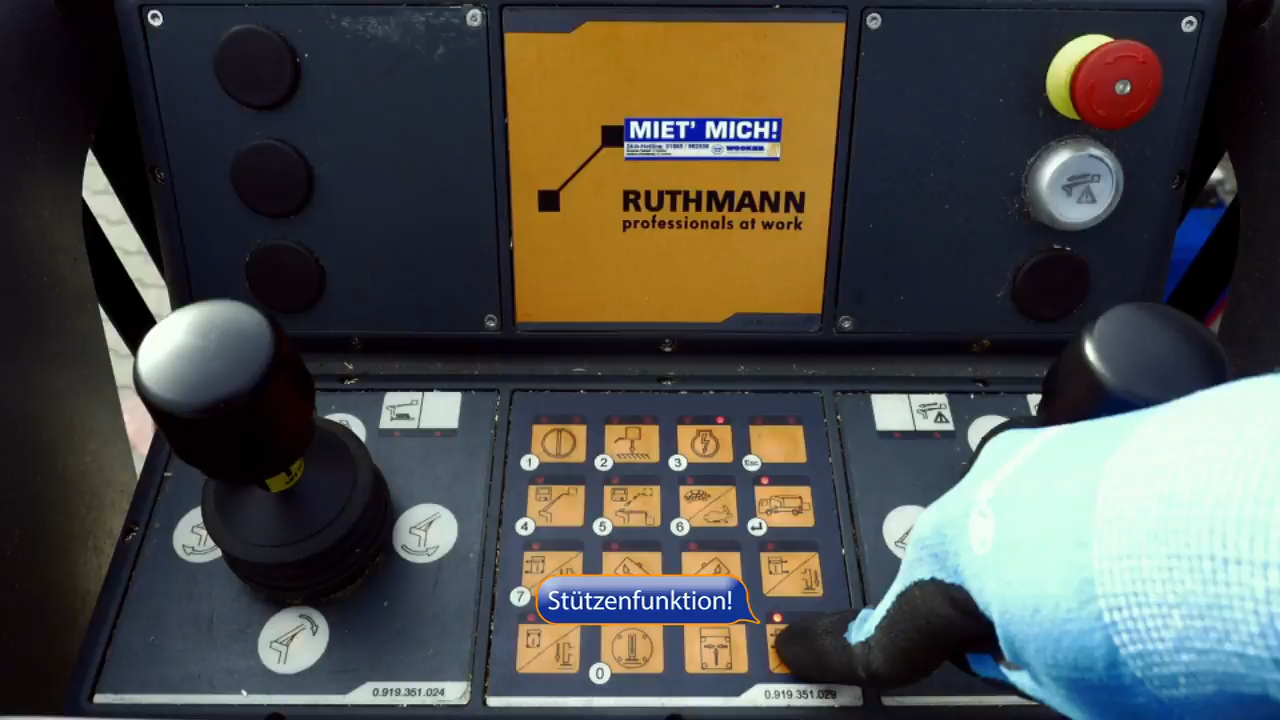 MIET' MICH!
RUTHMANN
professionals at work
1
2
3
Esc
4
5
6
7
Stützenfunktion!
0
0.919.351.024
0.919.351.029